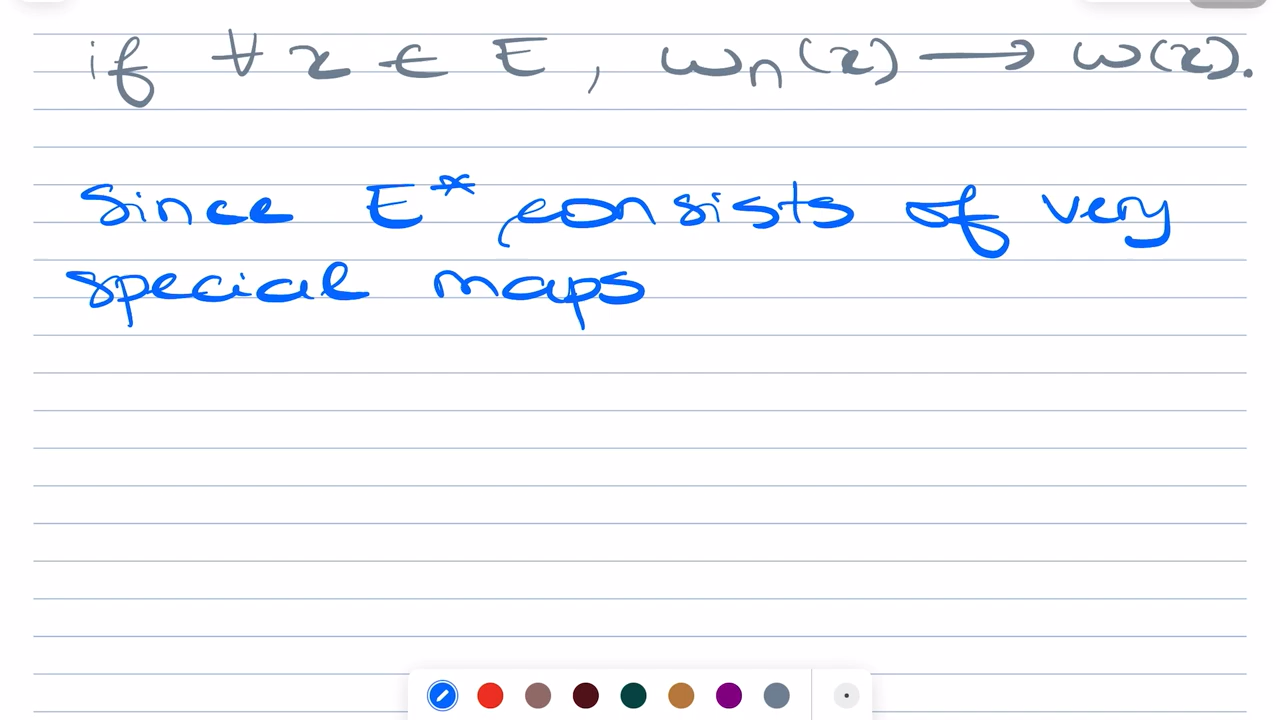 if ∀ x ∈ E, ωₙ(x) ⟶ ω(x).
Since E* consists of very
special maps